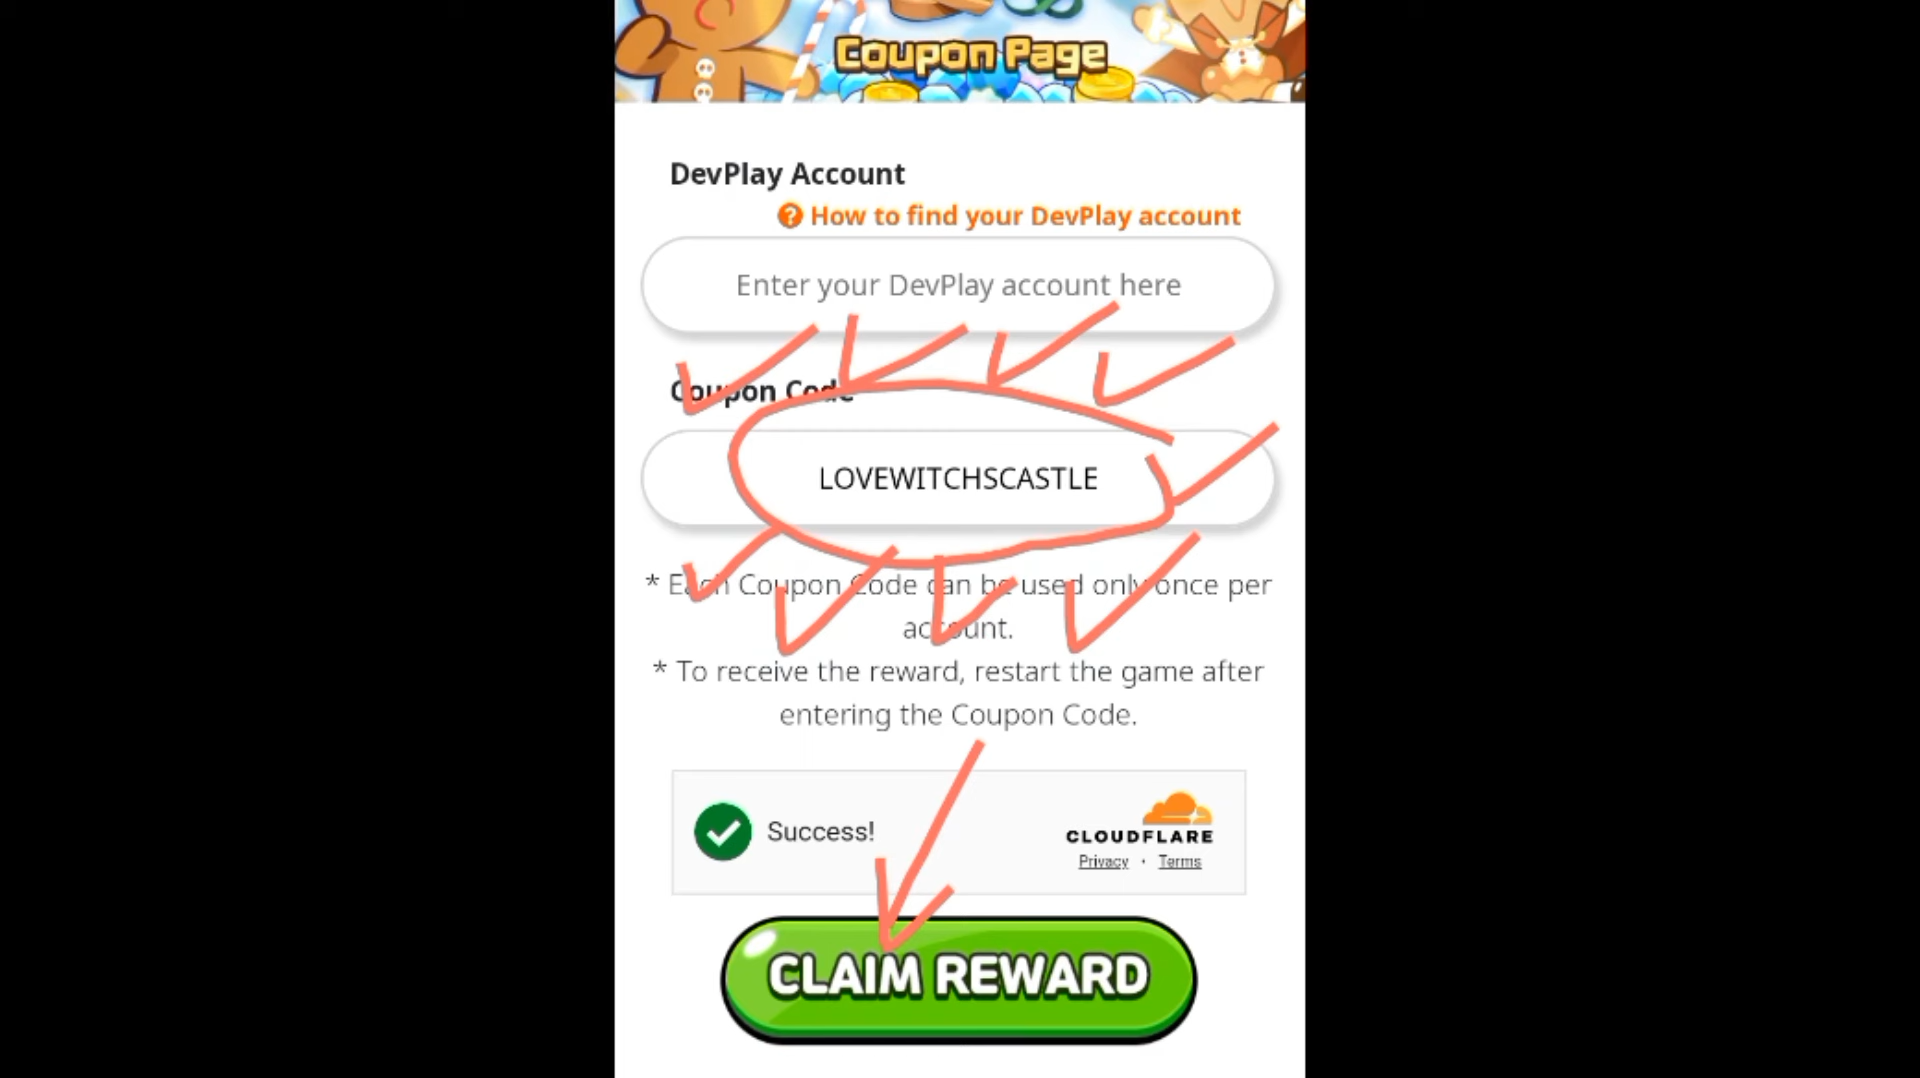 Coupon Page
DevPlay Account
How to find your DevPlay account
Enter your DevPlay account here
Coupon Code
LOVEWITCHSCASTLE
* Each Coupon Code can be used only once per
account.
* To receive the reward, restart the game after
entering the Coupon Code.
Success!
CLOUDFLARE
Privacy • Terms
CLAIM REWARD